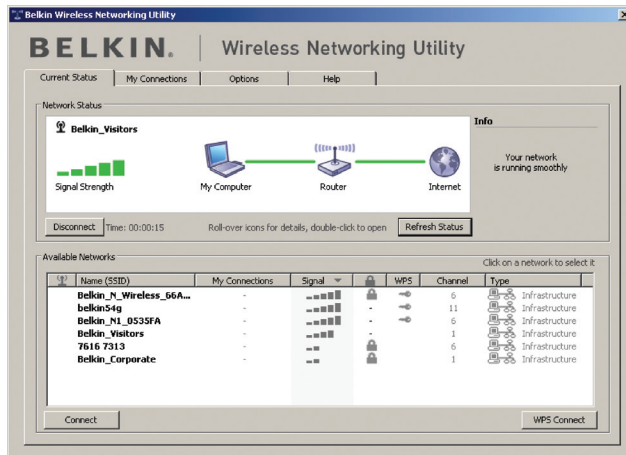 Belkin Wireless Networking Utility
BELKIN. Wireless Networking Utility
Current Status My Connections Options Help
Network Status
Belkin_Visitors
Signal Strength My Computer Router Internet
Info
Your network
is running smoothly
Disconnect Time: 00:00:15 Roll-over icons for details, double-click to open Refresh Status
Available Networks
Click on a network to select it
Name (SSID) My Connections Signal WPS Channel Type
Belkin_N_Wireless_66A... - 6 Infrastructure
belkin54g - - 11 Infrastructure
Belkin_N1_0535FA - - 6 Infrastructure
Belkin_Visitors - - 1 Infrastructure
7616 7313 - 6 Infrastructure
Belkin_Corporate - 1 Infrastructure
Connect WPS Connect